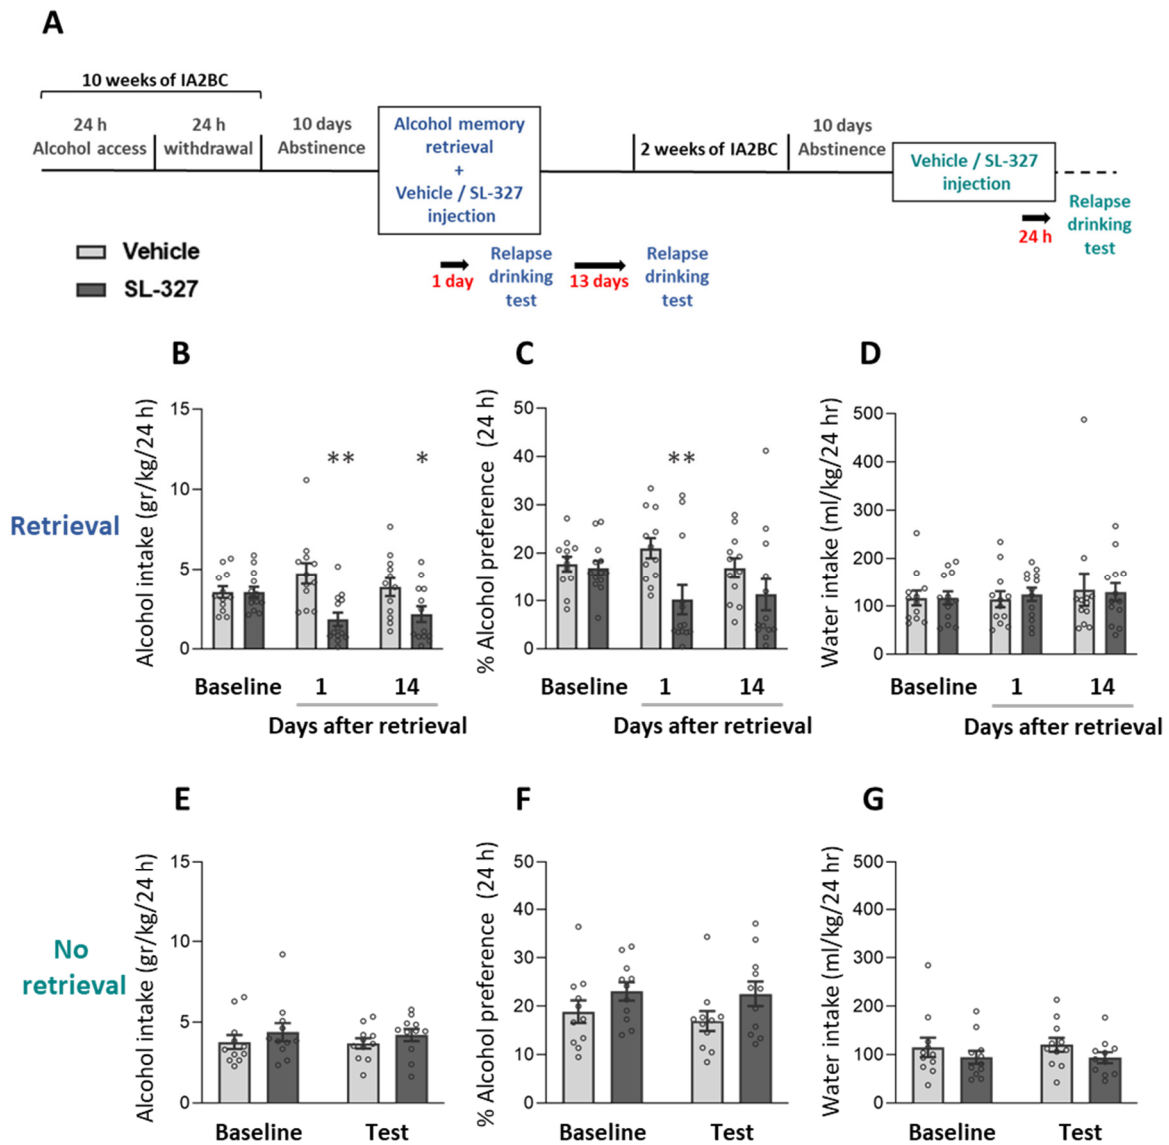 A
10 weeks of IA2BC
24 h
Alcohol access
24 h
withdrawal
10 days
Abstinence
Alcohol memory
retrieval
+
Vehicle / SL-327
injection
2 weeks of IA2BC
10 days
Abstinence
Vehicle / SL-327
injection
1 day
Relapse
drinking
test
13 days
Relapse
drinking
test
24 h
Relapse
drinking
test
Vehicle
SL-327
Retrieval
B
Alcohol intake (gr/kg/24 h)
15
10
5
0
**
*
Baseline
1
14
Days after retrieval
C
% Alcohol preference (24 h)
50
40
30
20
10
0
**
Baseline
1
14
Days after retrieval
D
Water intake (ml/kg/24 hr)
500
400
300
200
100
0
Baseline
1
14
Days after retrieval
No
retrieval
E
Alcohol intake (gr/kg/24 h)
15
10
5
0
Baseline
Test
F
% Alcohol preference (24 h)
50
40
30
20
10
0
Baseline
Test
G
Water intake (ml/kg/24 hr)
500
400
300
200
100
0
Baseline
Test